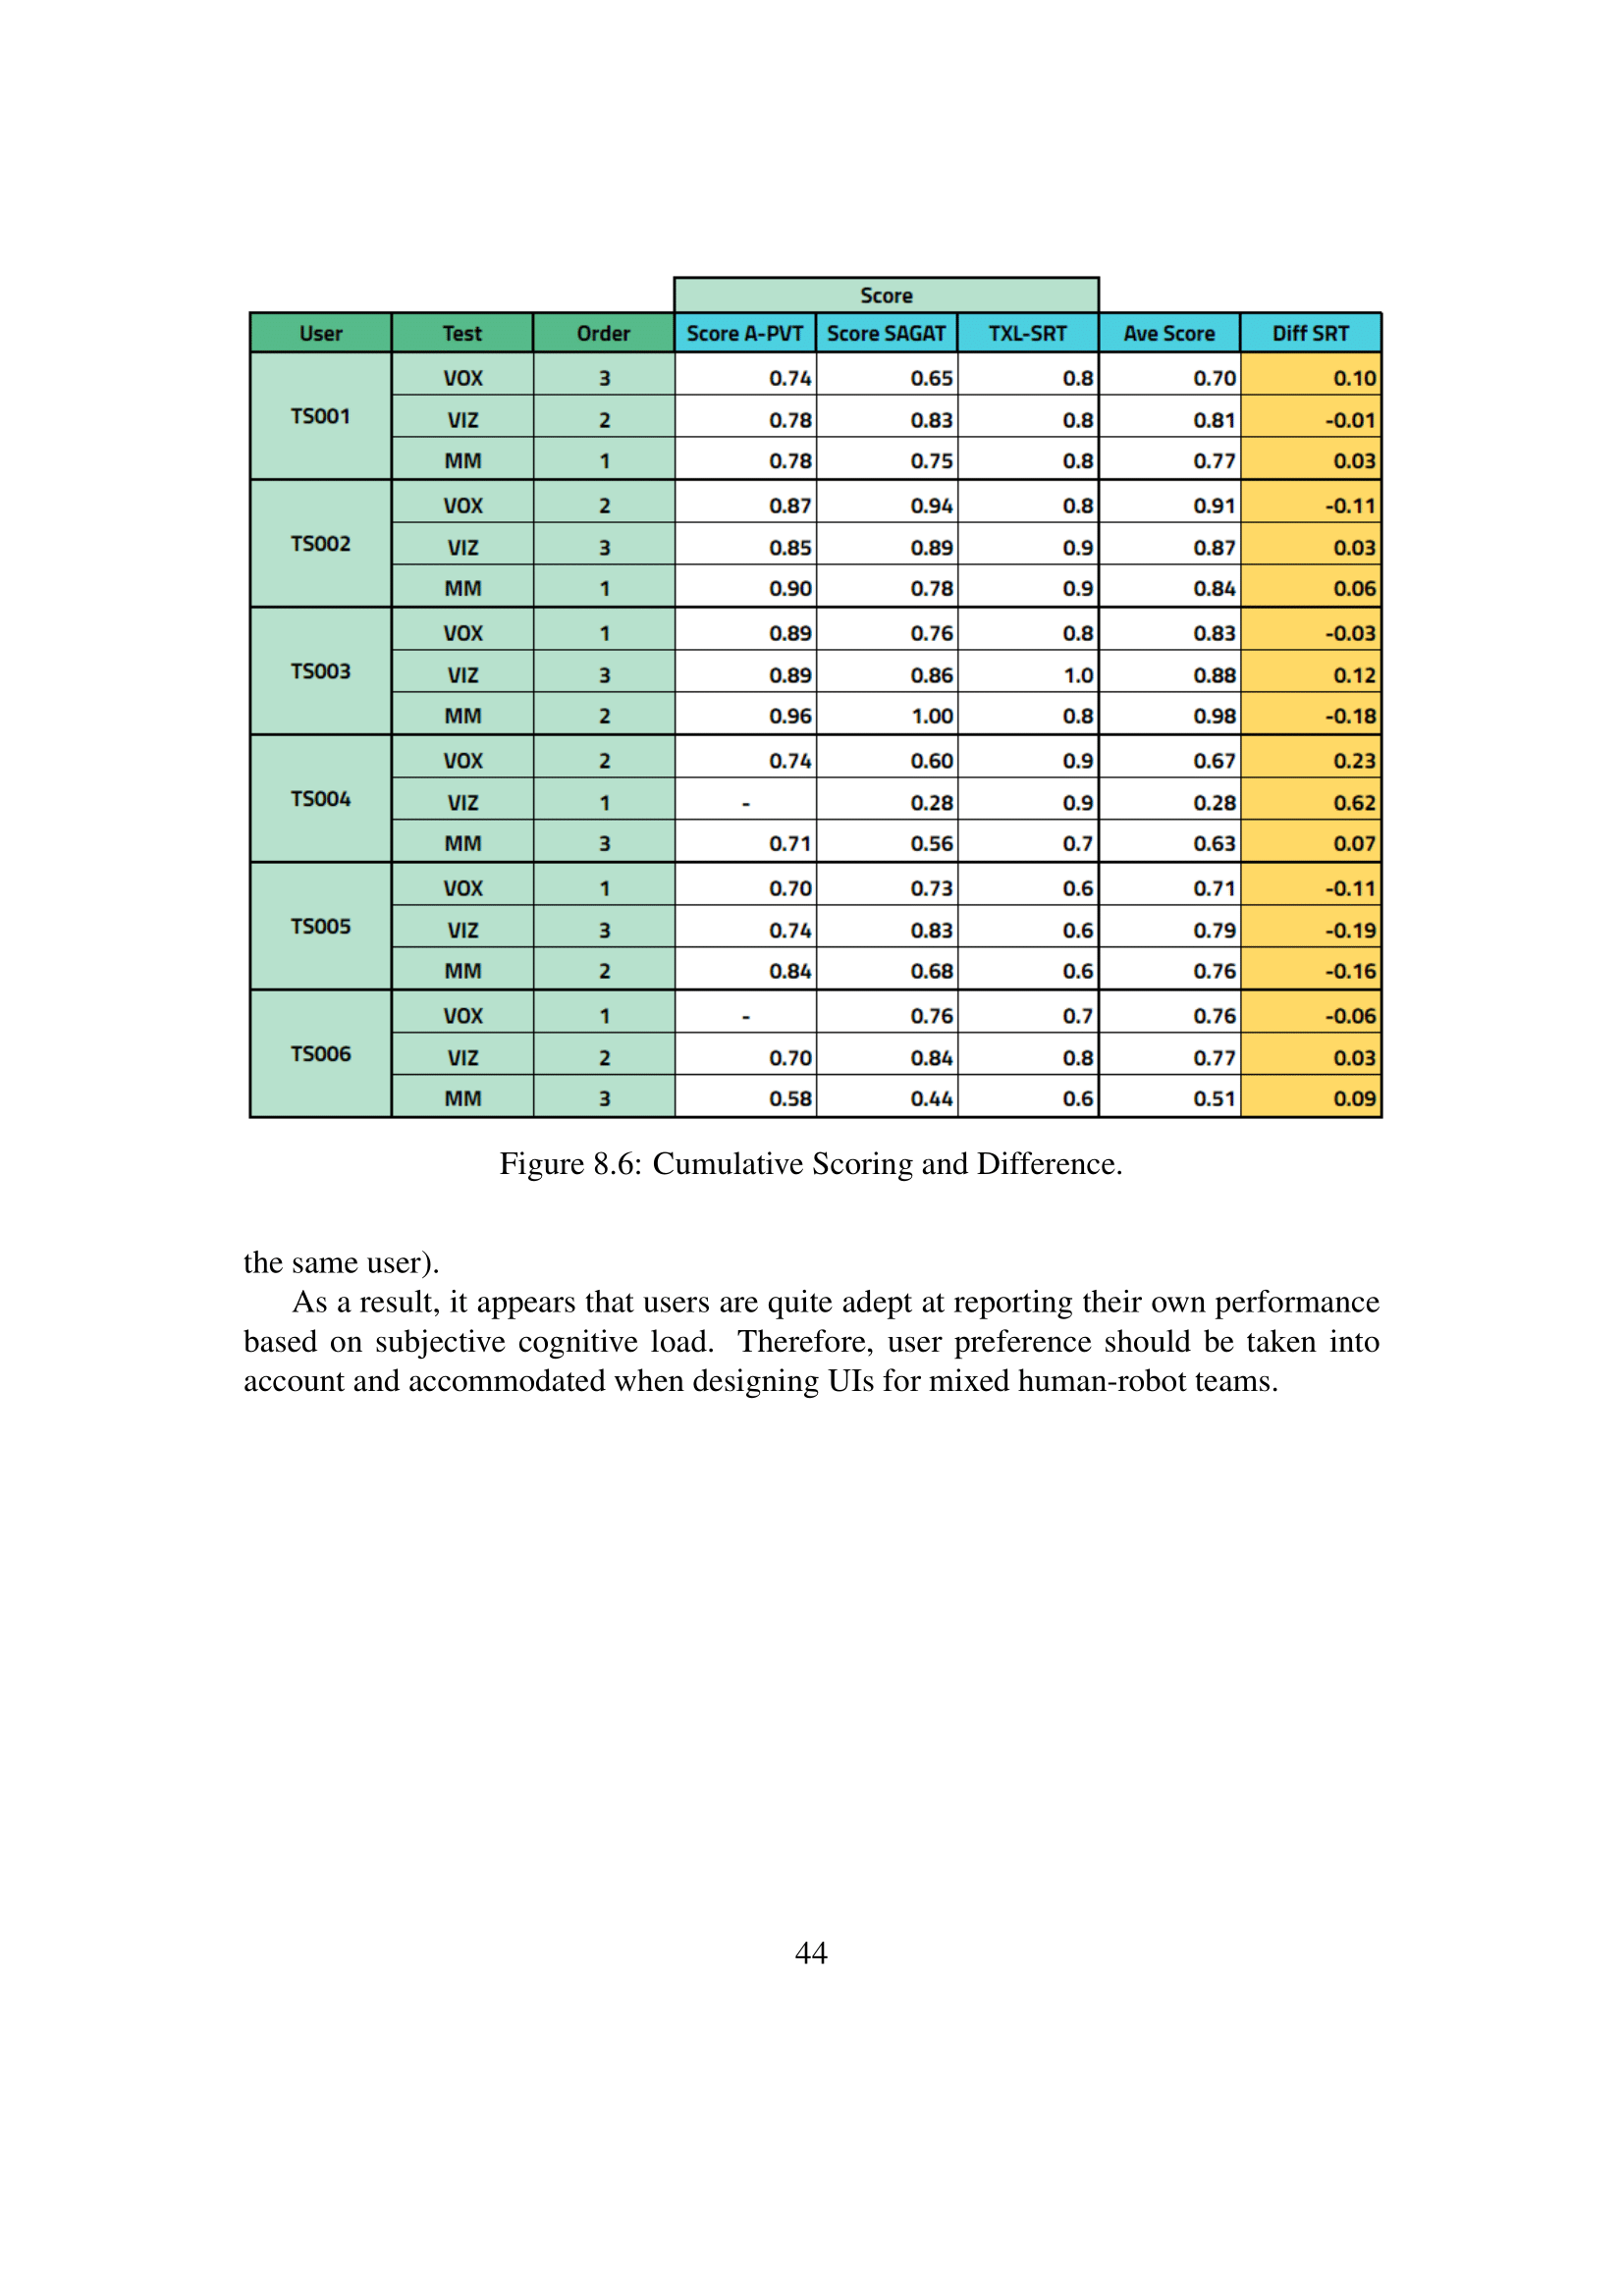 Score
User Test Order Score A-PVT Score SAGAT TXL-SRT Ave Score Diff SRT
TS001
VOX 3 0.74 0.65 0.8 0.70 0.10
VIZ 2 0.78 0.83 0.8 0.81 -0.01
MM 1 0.78 0.75 0.8 0.77 0.03
TS002
VOX 2 0.87 0.94 0.8 0.91 -0.11
VIZ 3 0.85 0.89 0.9 0.87 0.03
MM 1 0.90 0.78 0.9 0.84 0.06
TS003
VOX 1 0.89 0.76 0.8 0.83 -0.03
VIZ 3 0.89 0.86 1.0 0.88 0.12
MM 2 0.96 1.00 0.8 0.98 -0.18
TS004
VOX 2 0.74 0.60 0.9 0.67 0.23
VIZ 1 - 0.28 0.9 0.28 0.62
MM 3 0.71 0.56 0.7 0.63 0.07
TS005
VOX 1 0.70 0.73 0.6 0.71 -0.11
VIZ 3 0.74 0.83 0.6 0.79 -0.19
MM 2 0.84 0.68 0.6 0.76 -0.16
TS006
VOX 1 - 0.76 0.7 0.76 -0.06
VIZ 2 0.70 0.84 0.8 0.77 0.03
MM 3 0.58 0.44 0.6 0.51 0.09
Figure 8.6: Cumulative Scoring and Difference.
the same user).
As a result, it appears that users are quite adept at reporting their own performance
based on subjective cognitive load. Therefore, user preference should be taken into
account and accommodated when designing UIs for mixed human-robot teams.
44